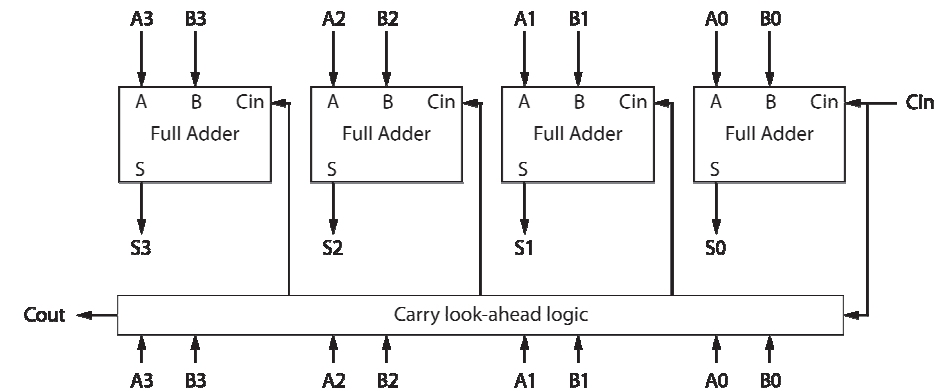 A3 B3 A2 B2 A1 B1 A0 B0
A B Cin A B Cin A B Cin A B Cin Cin
Full Adder Full Adder Full Adder Full Adder
S S S S
S3 S2 S1 S0
Cout Carry look-ahead logic
A3 B3 A2 B2 A1 B1 A0 B0